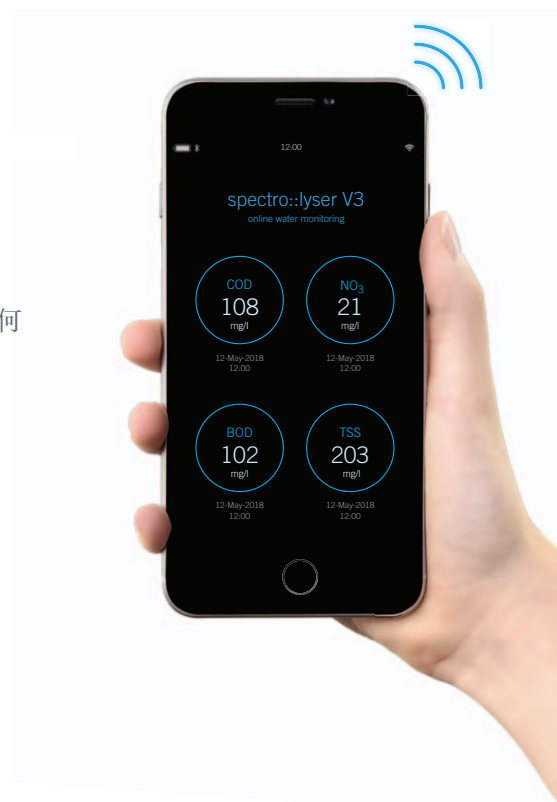 12:00
spectro::lyser V3
online water monitoring
COD
108
mg/l
12-May-2018
12:00
NO3
21
mg/l
12-May-2018
12:00
何
BOD
102
mg/l
12-May-2018
12:00
TSS
203
mg/l
12-May-2018
12:00